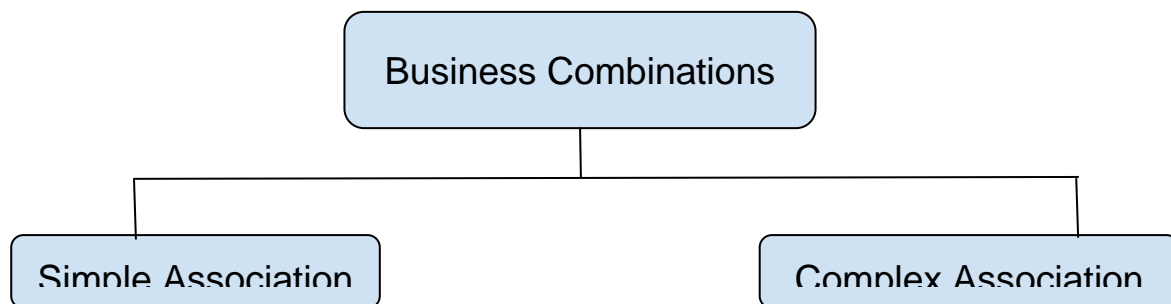 Business Combinations
Simple Association
Complex Association